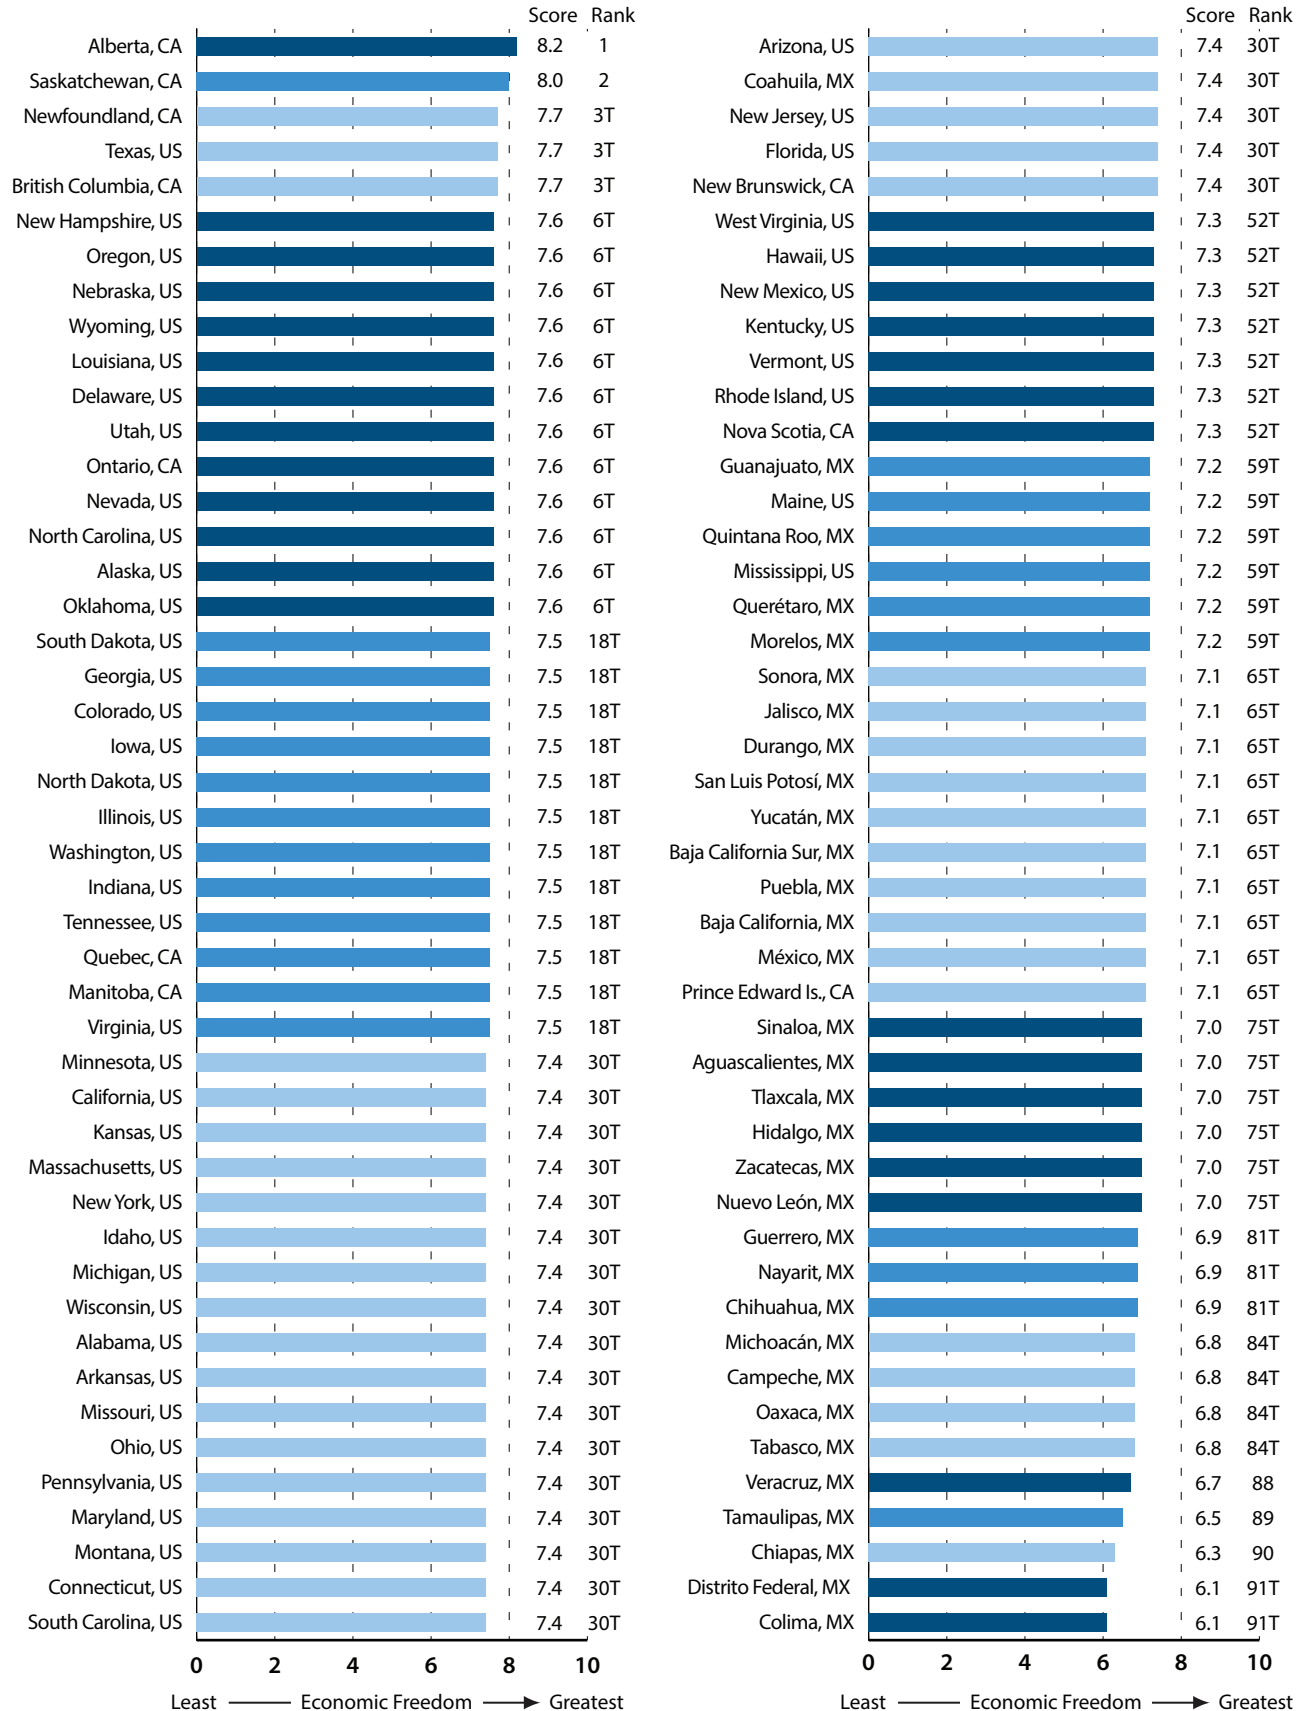 Score Rank
Alberta, CA 8.2 1
Saskatchewan, CA 8.0 2
Newfoundland, CA 7.7 3T
Texas, US 7.7 3T
British Columbia, CA 7.7 3T
New Hampshire, US 7.6 6T
Oregon, US 7.6 6T
Nebraska, US 7.6 6T
Wyoming, US 7.6 6T
Louisiana, US 7.6 6T
Delaware, US 7.6 6T
Utah, US 7.6 6T
Ontario, CA 7.6 6T
Nevada, US 7.6 6T
North Carolina, US 7.6 6T
Alaska, US 7.6 6T
Oklahoma, US 7.6 6T
South Dakota, US 7.5 18T
Georgia, US 7.5 18T
Colorado, US 7.5 18T
Iowa, US 7.5 18T
North Dakota, US 7.5 18T
Illinois, US 7.5 18T
Washington, US 7.5 18T
Indiana, US 7.5 18T
Tennessee, US 7.5 18T
Quebec, CA 7.5 18T
Manitoba, CA 7.5 18T
Virginia, US 7.5 18T
Minnesota, US 7.4 30T
California, US 7.4 30T
Kansas, US 7.4 30T
Massachusetts, US 7.4 30T
New York, US 7.4 30T
Idaho, US 7.4 30T
Michigan, US 7.4 30T
Wisconsin, US 7.4 30T
Alabama, US 7.4 30T
Arkansas, US 7.4 30T
Missouri, US 7.4 30T
Ohio, US 7.4 30T
Pennsylvania, US 7.4 30T
Maryland, US 7.4 30T
Montana, US 7.4 30T
Connecticut, US 7.4 30T
South Carolina, US 7.4 30T
0 2 4 6 8 10
Least Economic Freedom Greatest
Score Rank
Arizona, US 7.4 30T
Coahuila, MX 7.4 30T
New Jersey, US 7.4 30T
Florida, US 7.4 30T
New Brunswick, CA 7.4 30T
West Virginia, US 7.3 52T
Hawaii, US 7.3 52T
New Mexico, US 7.3 52T
Kentucky, US 7.3 52T
Vermont, US 7.3 52T
Rhode Island, US 7.3 52T
Nova Scotia, CA 7.3 52T
Guanajuato, MX 7.2 59T
Maine, US 7.2 59T
Quintana Roo, MX 7.2 59T
Mississippi, US 7.2 59T
Querétaro, MX 7.2 59T
Morelos, MX 7.2 59T
Sonora, MX 7.1 65T
Jalisco, MX 7.1 65T
Durango, MX 7.1 65T
San Luis Potosí, MX 7.1 65T
Yucatán, MX 7.1 65T
Baja California Sur, MX 7.1 65T
Puebla, MX 7.1 65T
Baja California, MX 7.1 65T
México, MX 7.1 65T
Prince Edward Is., CA 7.1 65T
Sinaloa, MX 7.0 75T
Aguascalientes, MX 7.0 75T
Tlaxcala, MX 7.0 75T
Hidalgo, MX 7.0 75T
Zacatecas, MX 7.0 75T
Nuevo León, MX 7.0 75T
Guerrero, MX 6.9 81T
Nayarit, MX 6.9 81T
Chihuahua, MX 6.9 81T
Michoacán, MX 6.8 84T
Campeche, MX 6.8 84T
Oaxaca, MX 6.8 84T
Tabasco, MX 6.8 84T
Veracruz, MX 6.7 88
Tamaulipas, MX 6.5 89
Chiapas, MX 6.3 90
Distrito Federal, MX 6.1 91T
Colima, MX 6.1 91T
0 2 4 6 8 10
Least Economic Freedom Greatest